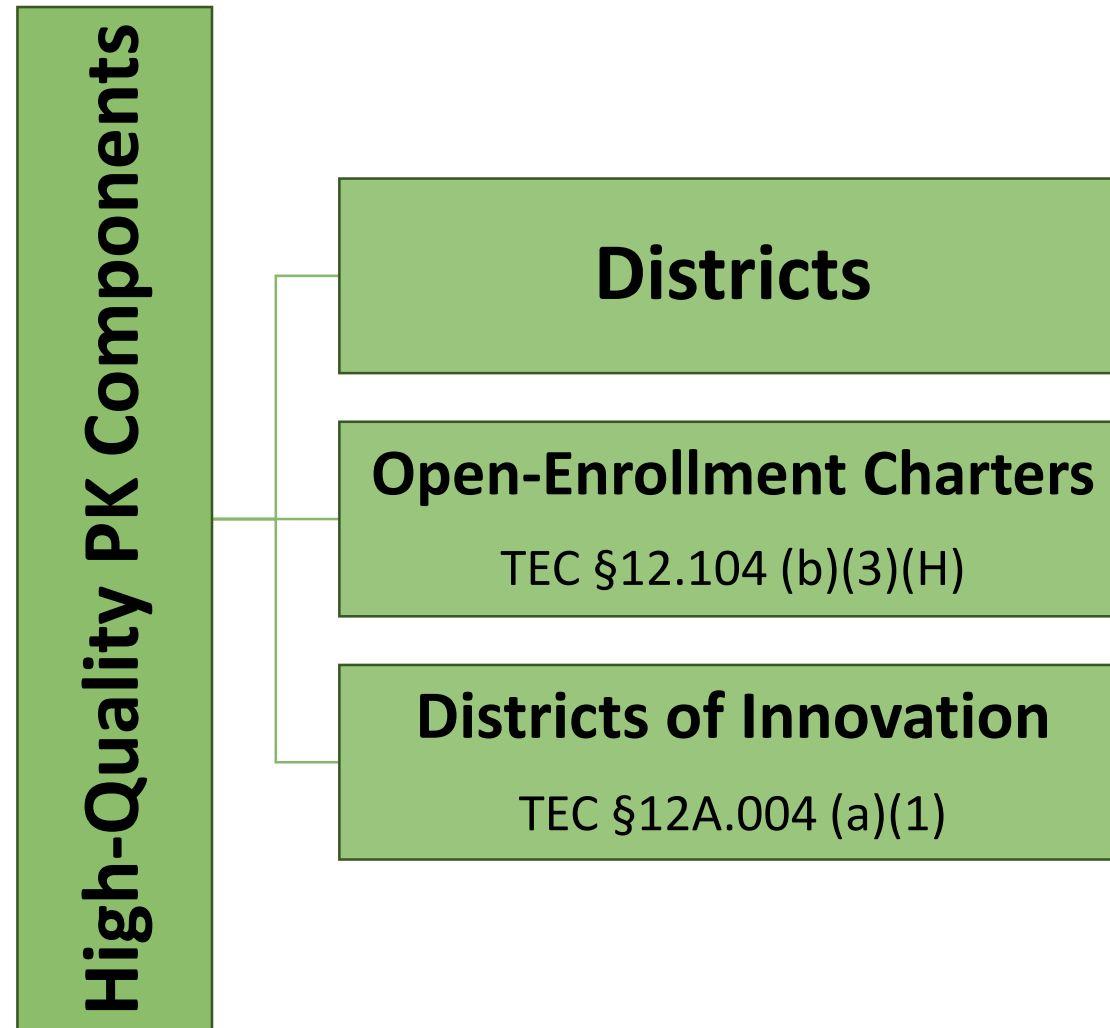 High-Quality PK Components
Districts
Open-Enrollment Charters
TEC §12.104 (b)(3)(H)
Districts of Innovation
TEC §12A.004 (a)(1)